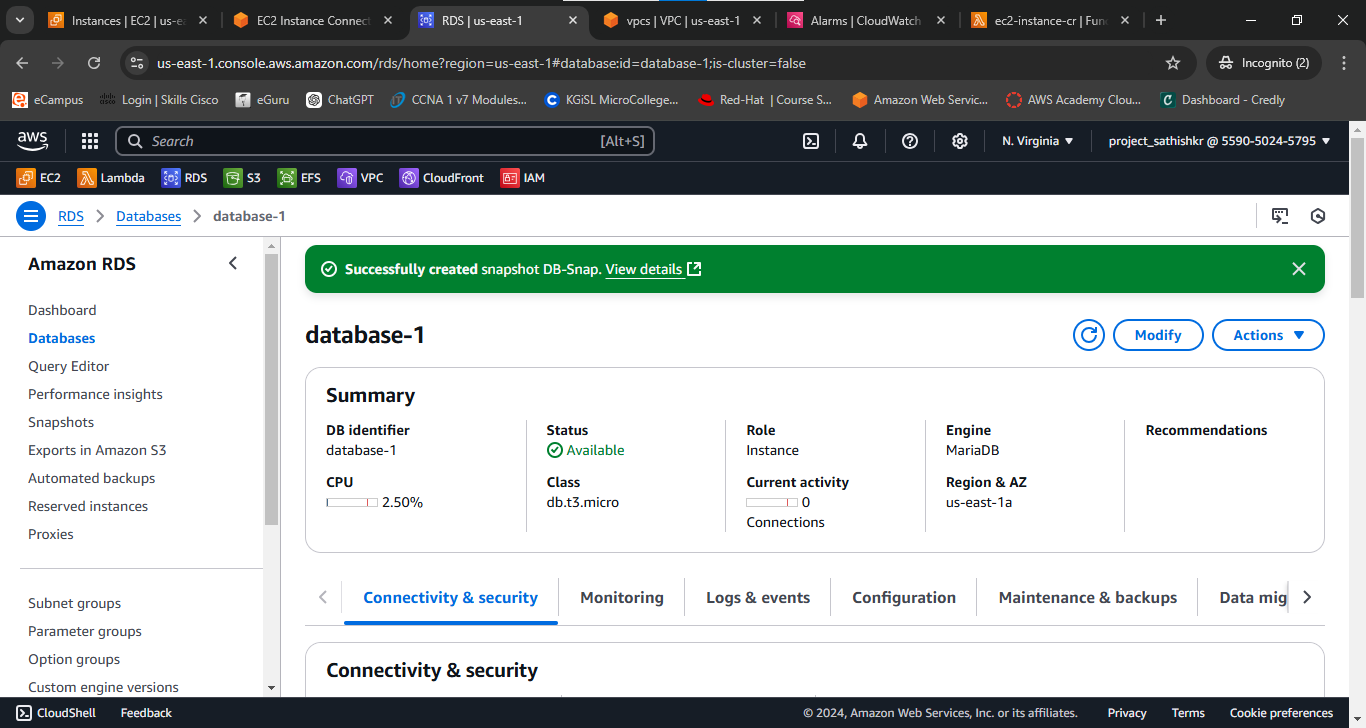 Instances | EC2 | us-ea
EC2 Instance Connect
RDS | us-east-1
vpcs | VPC | us-east-1
Alarms | CloudWatch
ec2-instance-cr | Fun
us-east-1.console.aws.amazon.com/rds/home?region=us-east-1#database:id=database-1;is-cluster=false
Incognito (2)
eCampus
Login | Skills Cisco
eGuru
ChatGPT
CCNA 1 v7 Modules...
KGiSL MicroCollege...
Red-Hat | Course S...
Amazon Web Servic...
AWS Academy Clou...
Dashboard - Credly
aws
Search
[Alt+S]
N. Virginia
project_sathishkr @ 5590-5024-5795
EC2
Lambda
RDS
S3
EFS
VPC
CloudFront
IAM
RDS
Databases
database-1
Amazon RDS
Dashboard
Databases
Query Editor
Performance insights
Snapshots
Exports in Amazon S3
Automated backups
Reserved instances
Proxies
Subnet groups
Parameter groups
Option groups
Custom engine versions
Successfully created snapshot DB-Snap. View details
database-1
Modify
Actions
Summary
DB identifier
database-1
CPU
2.50%
Status
Available
Class
db.t3.micro
Role
Instance
Current activity
0
Connections
Engine
MariaDB
Region & AZ
us-east-1a
Recommendations
Connectivity & security
Monitoring
Logs & events
Configuration
Maintenance & backups
Data mig
Connectivity & security
CloudShell
Feedback
© 2024, Amazon Web Services, Inc. or its affiliates.
Privacy
Terms
Cookie preferences